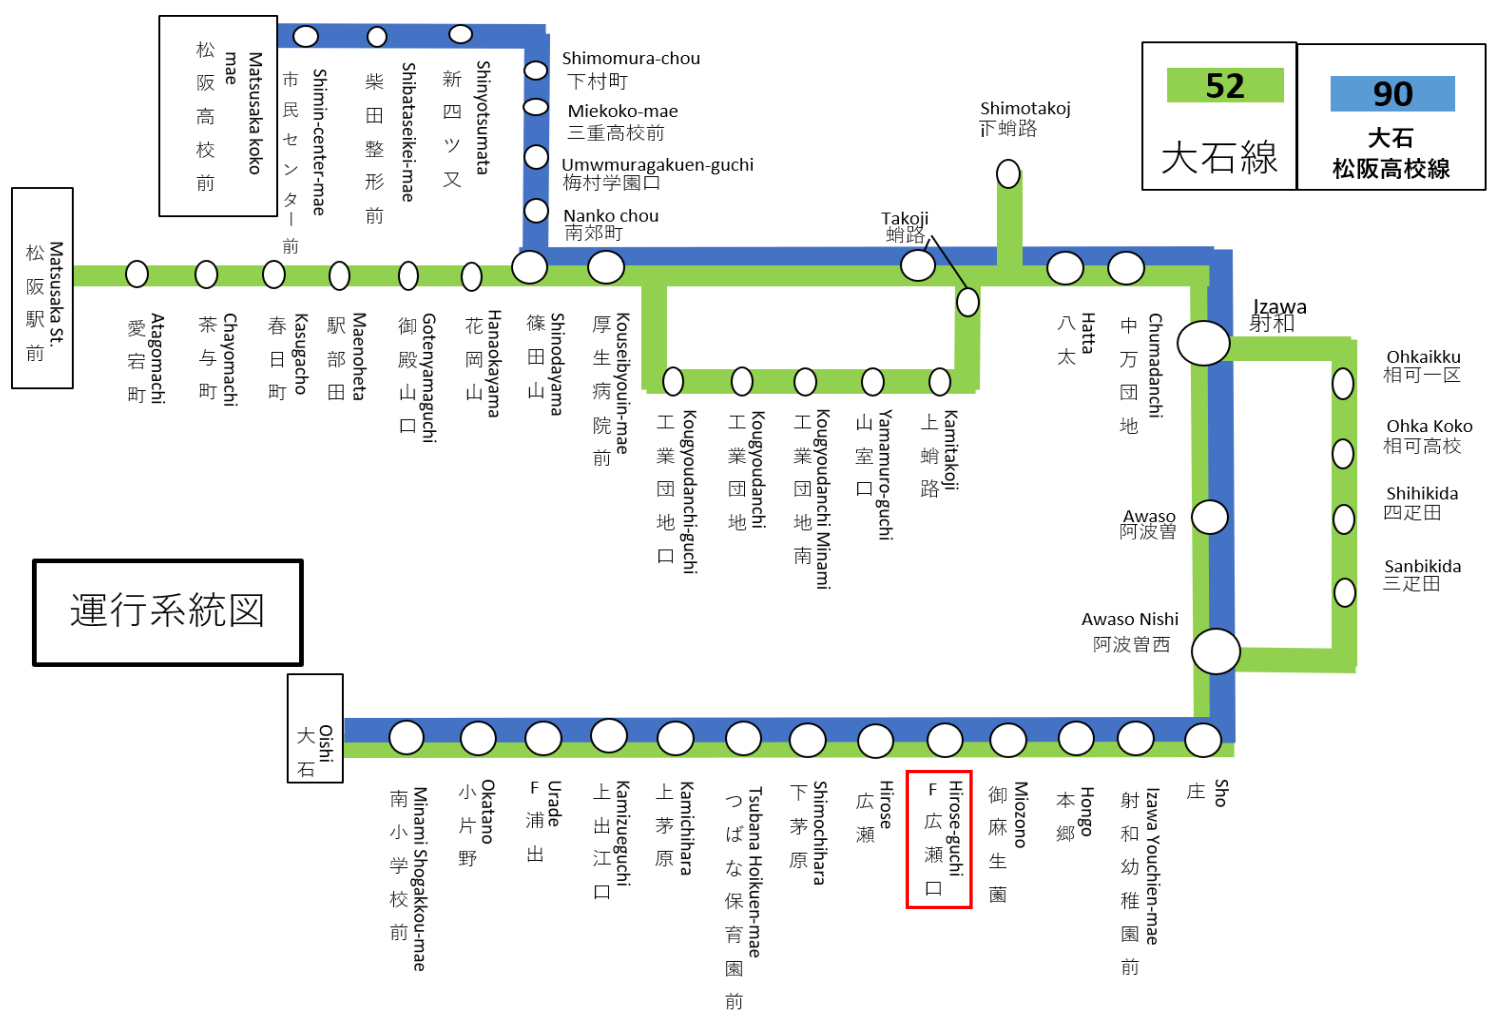 松阪高校前
Matsusaka koko
mae
市民センター前
Shimin-center-mae
柴田整形前
Shibataseikei-mae
新四ツ又
Shinyotsumata
Shimomura-chou
下村町
Miekoko-mae
三重高校前
Umwmuragakuen-guchi
梅村学園口
Nanko chou
南郊町
Shimotakoj
i
下蛸路
Takoji
蛸路
52
大石線
90
大石
松阪高校線
松阪駅前
Matsusaka St.
愛宕町
Atagomachi
茶与町
Chayomachi
春日町
Kasugacho
駅部田
Maenoheta
御殿山口
Gotenyamaguchi
花岡山
Hanaokayama
篠田山
Shinodayama
厚生病院前
Kouseibyouin-mae
工業団地口
Kougyoudanchi-guchi
工業団地
Kougyoudanchi
工業団地南
Kougyoudanchi Minami
山室口
Yamamuro-guchi
上蛸路
Kamitakoji
八太
Hatta
中万団地
Chumadanchi
Izawa
射和
Ohkaikku
相可一区
Ohka Koko
相可高校
Shihikida
四疋田
Sanbikida
三疋田
Awaso
阿波曽
Awaso Nishi
阿波曽西
運行系統図
大石
Oishi
南小学校前
Minami Shogakkou-mae
小片野
Okatano
F浦出
Urade
上出江口
Kamizueguchi
上茅原
Kamichihara
つばな保育園前
Tsubana Hoikuen-mae
下茅原
Shimochihara
広瀬
Hirose
F広瀬口
Hirose-guchi
御麻生薗
Miozono
本郷
Hongo
射和幼稚園前
Izawa Youchien-mae
庄
Sho